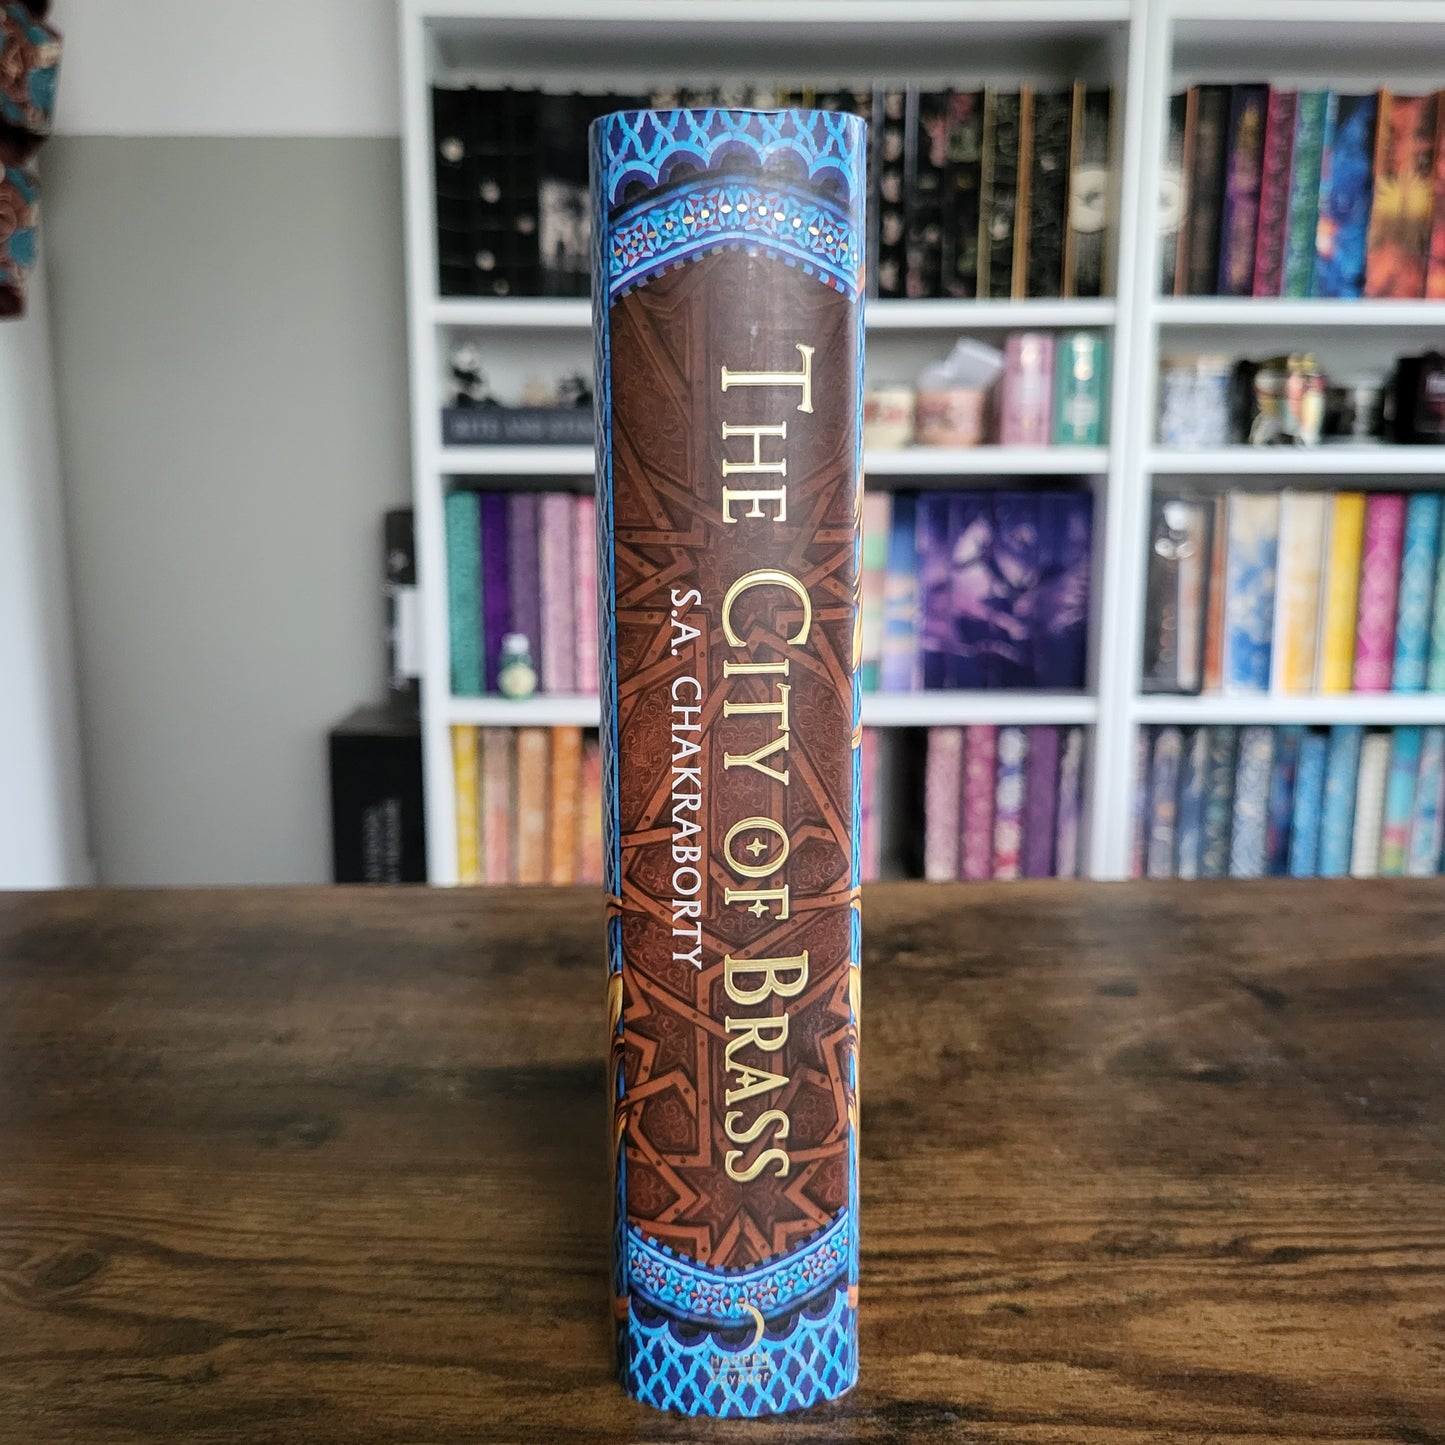 THE CITY OF BRASS
S.A. CHAKRABORTY
HARPER
Voyager